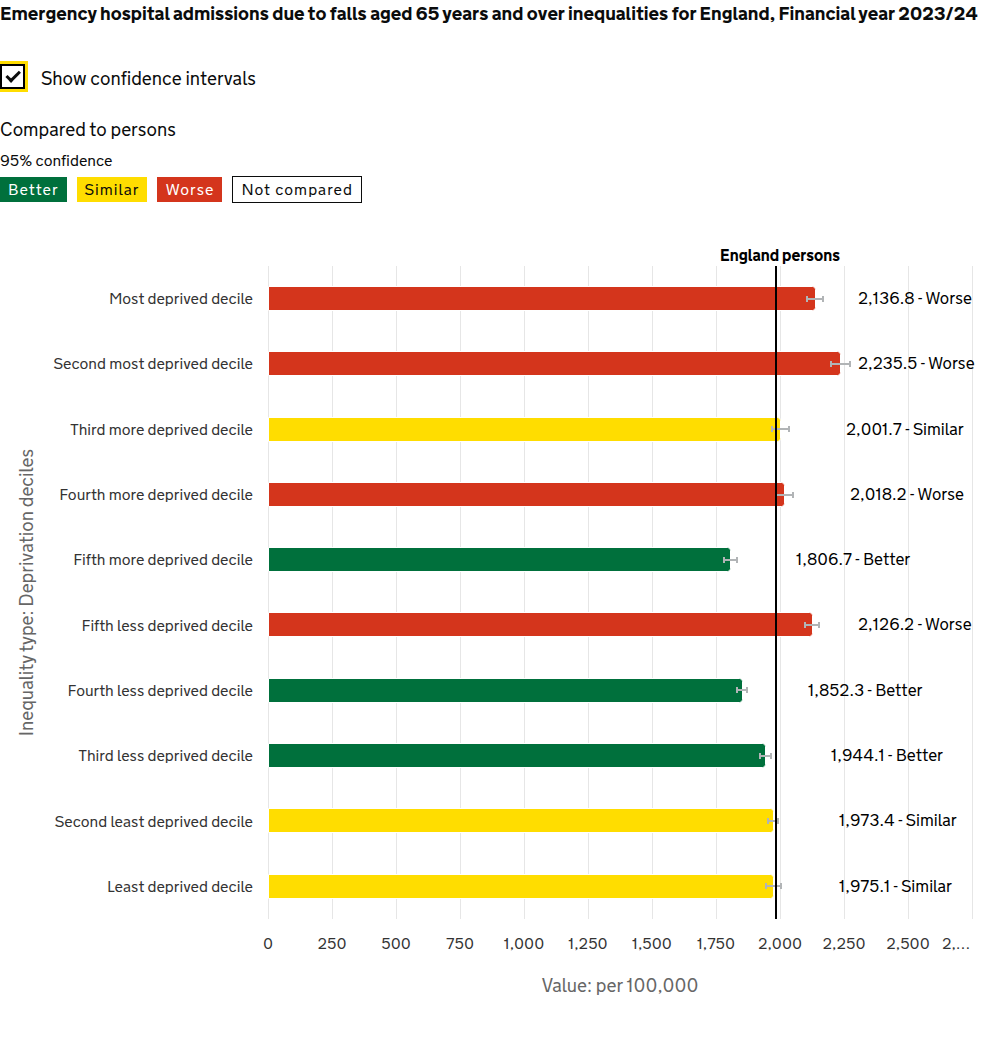 Emergency hospital admissions due to falls aged 65 years and over inequalities for England, Financial year 2023/24
Show confidence intervals
Compared to persons
95% confidence
Better Similar Worse Not compared
England persons
Most deprived decile 2,136.8 - Worse
Second most deprived decile 2,235.5 - Worse
Third more deprived decile 2,001.7 - Similar
Fourth more deprived decile 2,018.2 - Worse
Fifth more deprived decile 1,806.7 - Better
Fifth less deprived decile 2,126.2 - Worse
Fourth less deprived decile 1,852.3 - Better
Third less deprived decile 1,944.1 - Better
Second least deprived decile 1,973.4 - Similar
Least deprived decile 1,975.1 - Similar
Inequality type: Deprivation deciles
0 250 500 750 1,000 1,250 1,500 1,750 2,000 2,250 2,500 2,...
Value: per 100,000